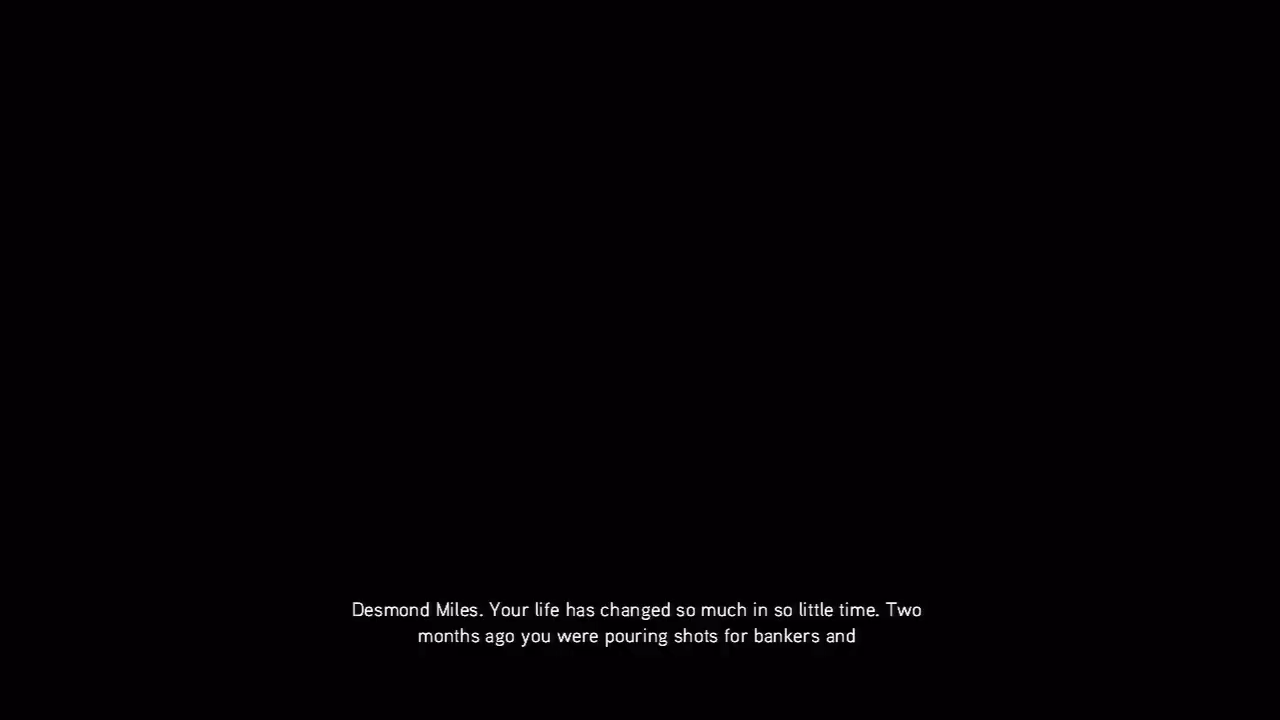 Desmond Miles. Your life has changed so much in so little time. Two
months ago you were pouring shots for bankers and